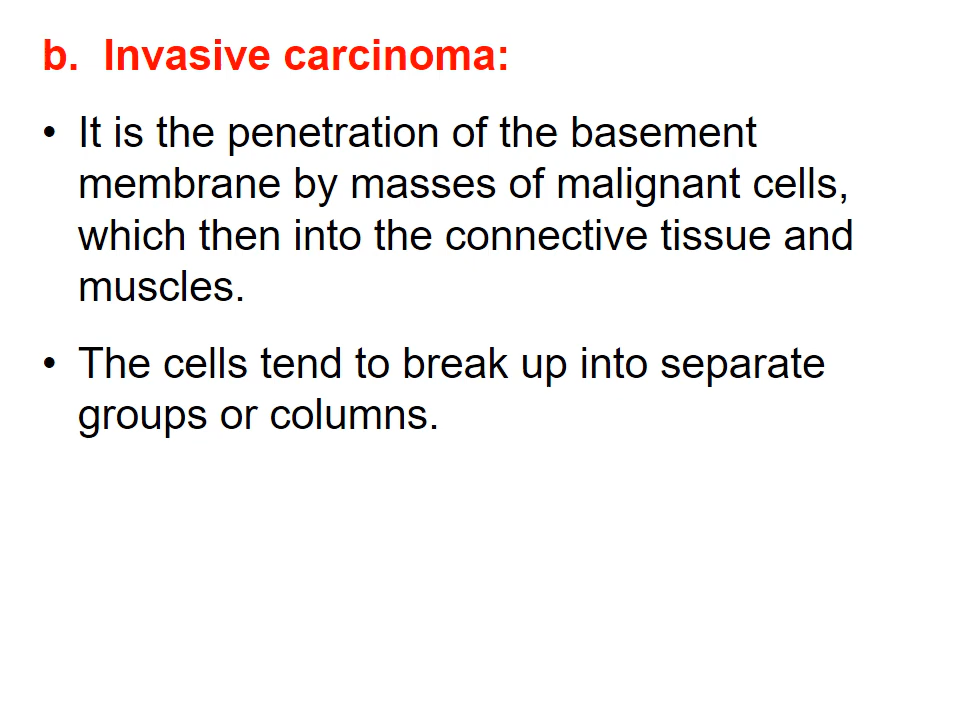 b. Invasive carcinoma:
• It is the penetration of the basement
membrane by masses of malignant cells,
which then into the connective tissue and
muscles.
• The cells tend to break up into separate
groups or columns.